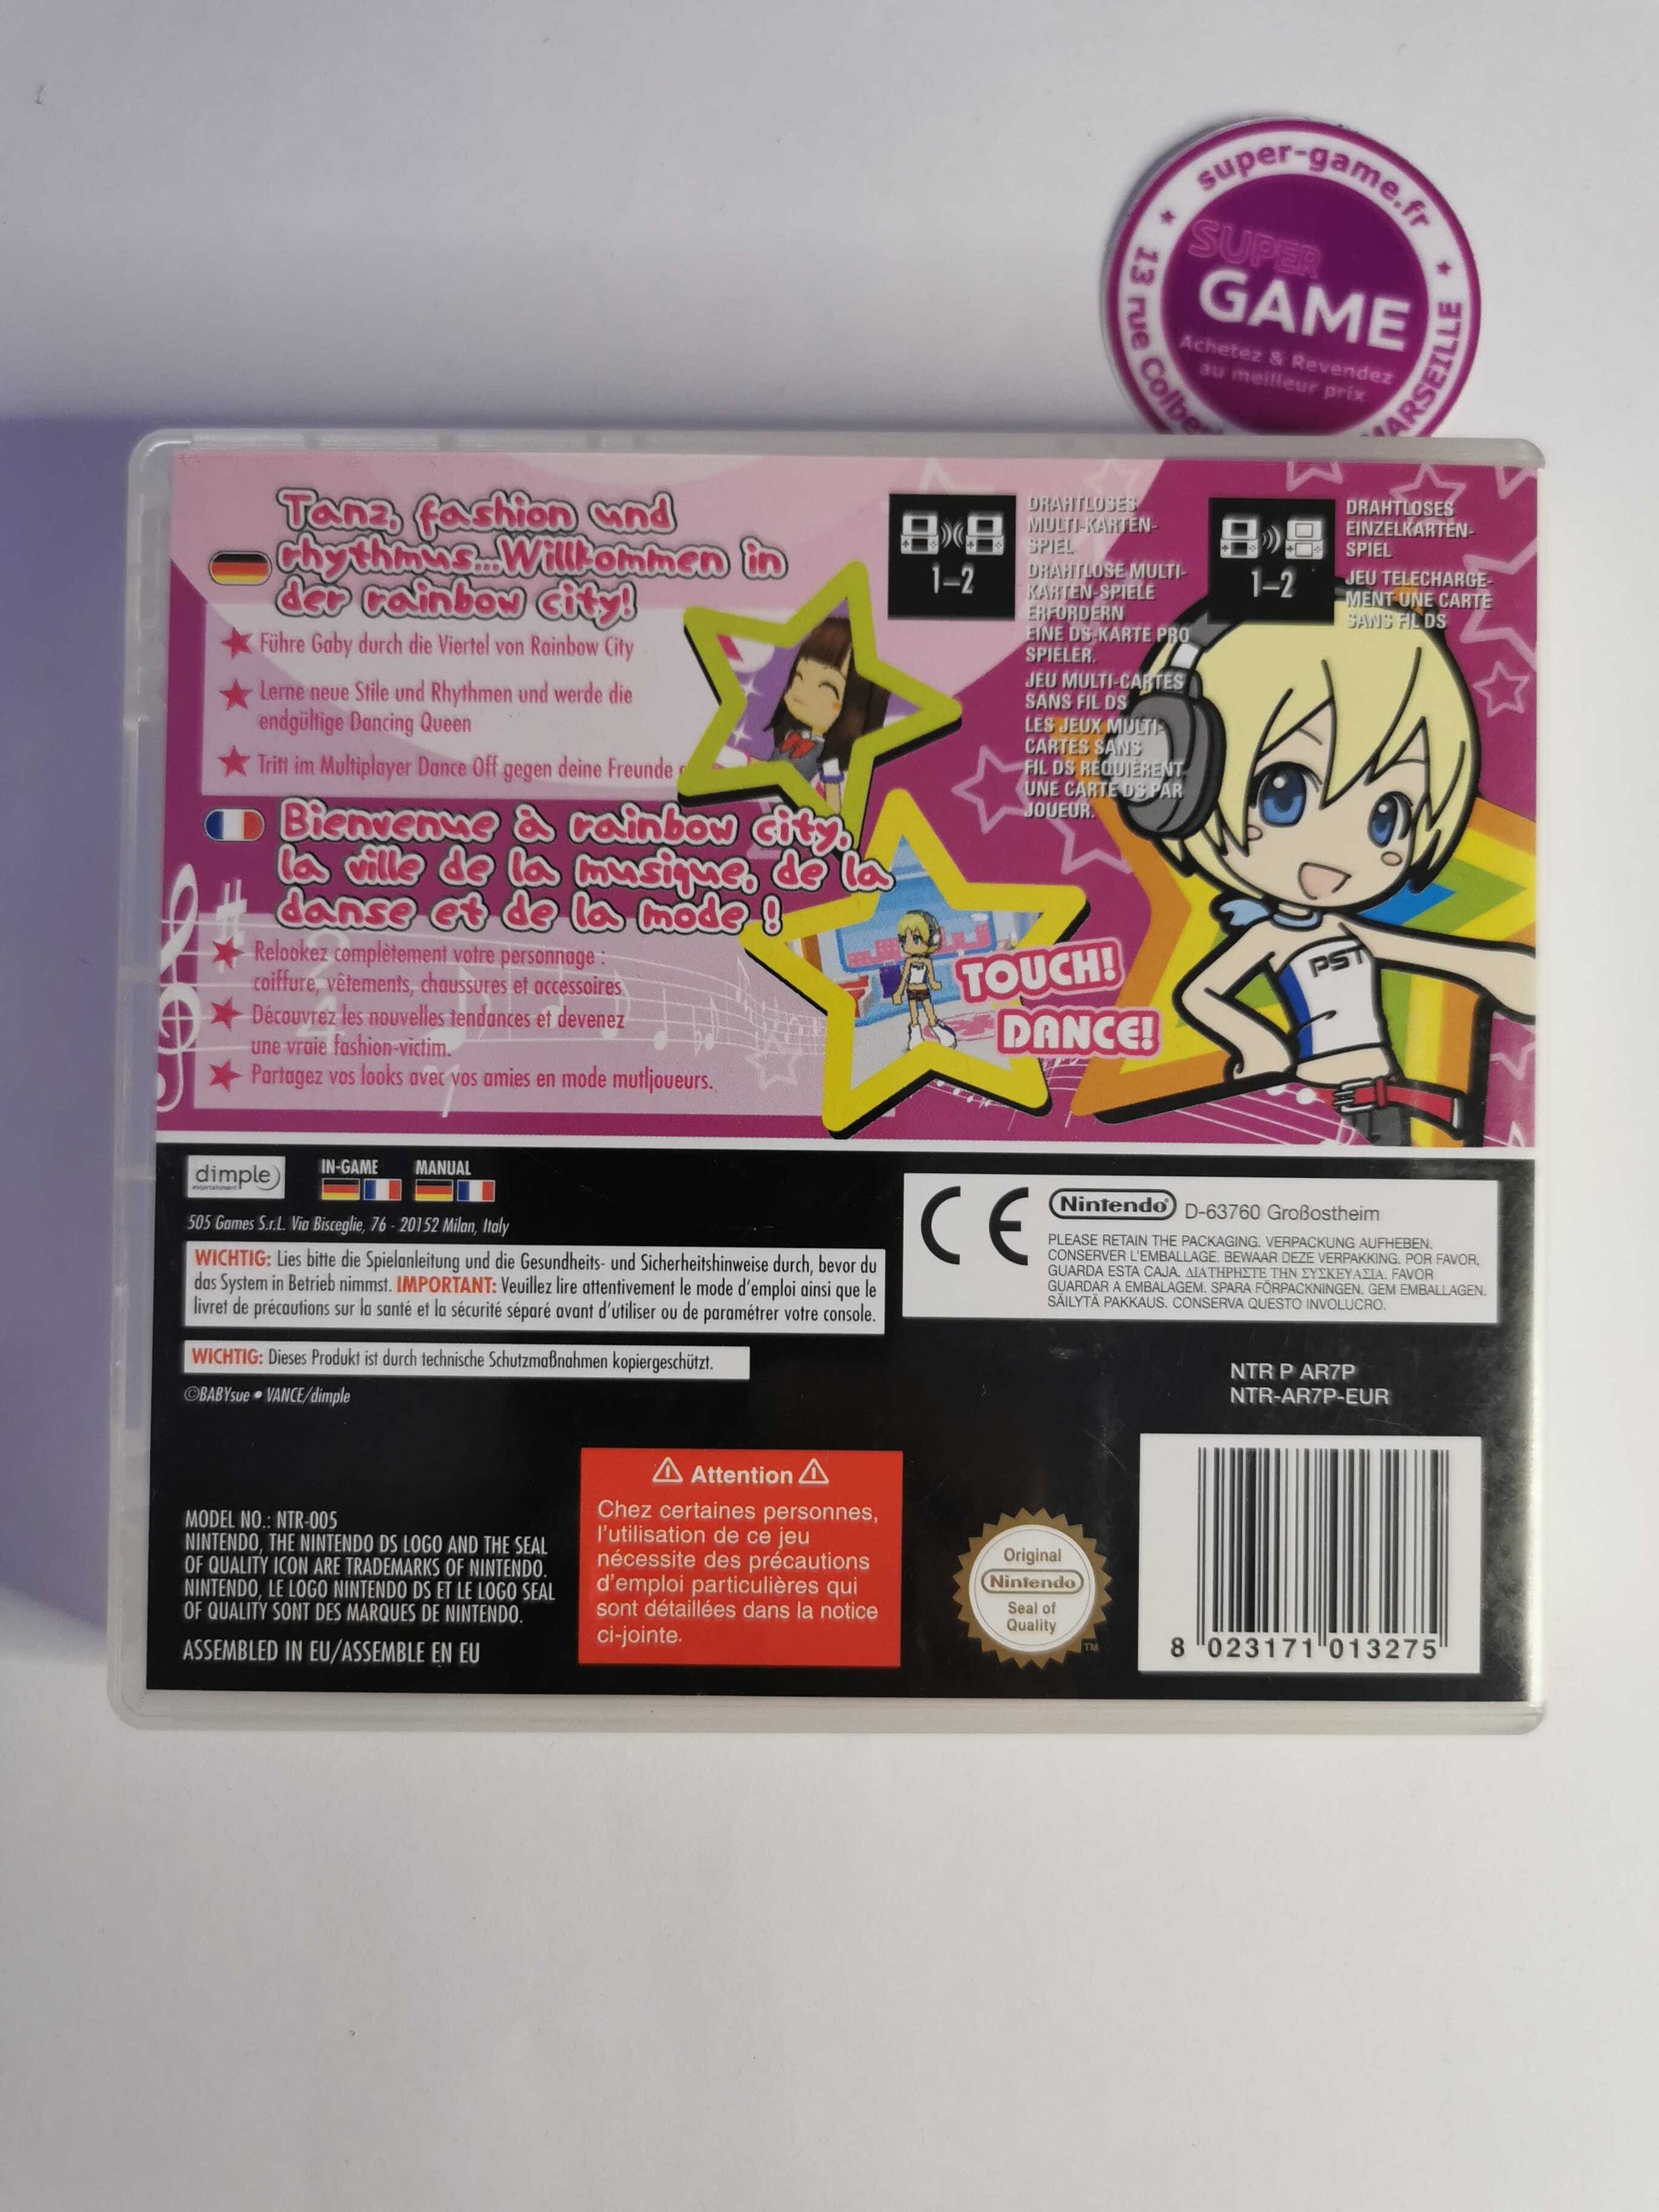 super-game.fr
SUPER
GAME
Achetez & Revendez
au meilleur prix
13 rue
MARSEILLE
Tanz, fashion und
rhythmus...Willkommen in
der rainbow city!
Führe Gaby durch die Viertel von Rainbow City
Lerne neue Stile und Rhythmen und werde die
endgültige Dancing Queen
Tritt im Multiplayer Dance Off gegen deine Freunde
Bienvenue à rainbow city,
la ville de la musique, de la
danse et de la mode !
Relookez complètement votre personnage :
coiffure, vêtements, chaussures et accessoires
Découvrez les nouvelles tendances et devenez
une vraie fashion-victim.
Partagez vos looks avec vos amies en mode mutljoueurs.
1–2
DRAHTLOSES
MULTI-KARTEN-
SPIEL
DRAHTLOSE MULTI-
KARTEN-SPIELE
ERFORDERN
EINE DS-KARTE PRO
SPIELER.
JEU MULTI-CARTES
SANS FIL DS
LES JEUX MULTI-
CARTES SANS
FIL DS REQUIÈRENT
UNE CARTE DS PAR
JOUEUR.
1–2
DRAHTLOSES
EINZELKARTEN-
SPIEL
JEU TELECHARGE-
MENT UNE CARTE
SANS FIL DS
PST
TOUCH!
DANCE!
dimple
entertainment
IN-GAME
MANUAL
505 Games S.r.L. Via Bisceglie, 76 - 20152 Milan, Italy
WICHTIG: Lies bitte die Spielanleitung und die Gesundheits- und Sicherheitshinweise durch, bevor du
das System in Betrieb nimmst. IMPORTANT: Veuillez lire attentivement le mode d'emploi ainsi que le
livret de précautions sur la santé et la sécurité séparé avant d'utiliser ou de paramétrer votre console.
WICHTIG: Dieses Produkt ist durch technische Schutzmaßnahmen kopiergeschützt.
©BABYsue • VANCE/dimple
CE
Nintendo® D-63760 Großostheim
PLEASE RETAIN THE PACKAGING. VERPACKUNG AUFHEBEN.
CONSERVER L'EMBALLAGE. BEWAAR DEZE VERPAKKING. POR FAVOR,
GUARDA ESTA CAJA. ΔΙΑΤΗΡΗΣΤΕ ΤΗΝ ΣΥΣΚΕΥΑΣΙΑ. FAVOR
GUARDAR A EMBALAGEM. SPARA FÖRPACKNINGEN. GEM EMBALLAGEN.
SÄILYTÄ PAKKAUS. CONSERVA QUESTO INVOLUCRO.
NTR P AR7P
NTR-AR7P-EUR
MODEL NO.: NTR-005
NINTENDO, THE NINTENDO DS LOGO AND THE SEAL
OF QUALITY ICON ARE TRADEMARKS OF NINTENDO.
NINTENDO, LE LOGO NINTENDO DS ET LE LOGO SEAL
OF QUALITY SONT DES MARQUES DE NINTENDO.
ASSEMBLED IN EU/ASSEMBLE EN EU
⚠ Attention ⚠
Chez certaines personnes,
l'utilisation de ce jeu
nécessite des précautions
d'emploi particulières qui
sont détaillées dans la notice
ci-jointe.
Original
Nintendo
Seal of
Quality
TM
8 023171 013275